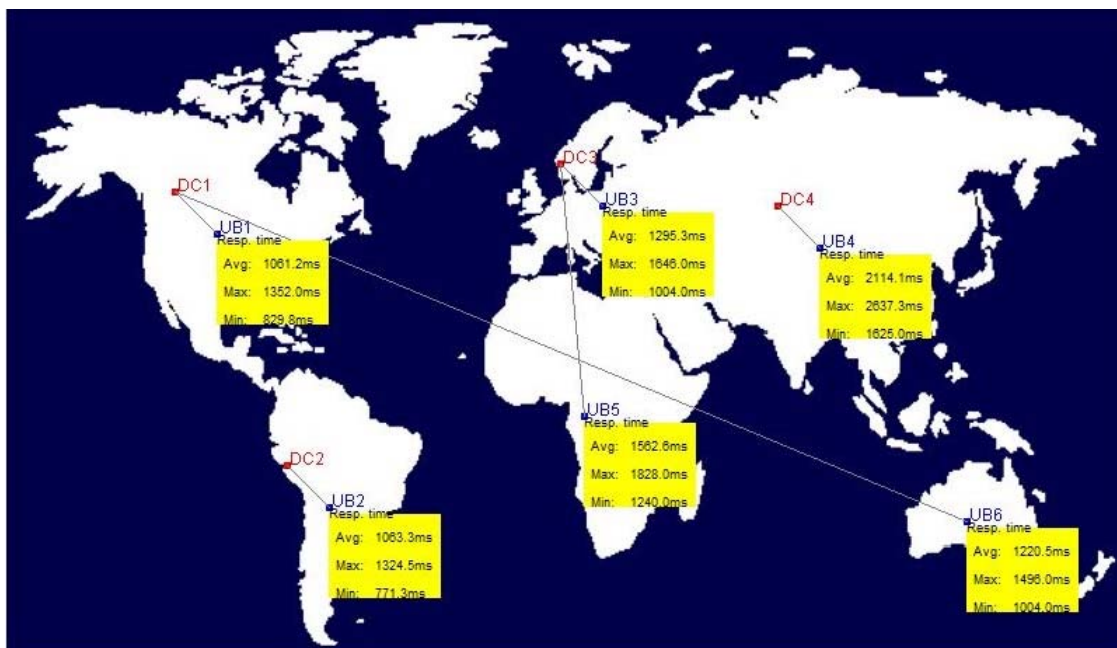 DC3
DC1
UB3
Resp. time
Avg: 1295.3ms
Max: 1646.0ms
Min: 1004.0ms
DC4
UB1
Resp. time
Avg: 1061.2ms
Max: 1352.0ms
Min: 829.8ms
UB4
Resp. time
Avg: 2114.1ms
Max: 2637.3ms
Min: 1625.0ms
UB5
Resp. time
Avg: 1562.6ms
Max: 1828.0ms
Min: 1240.0ms
DC2
UB2
Resp. time
Avg: 1063.3ms
Max: 1324.5ms
Min: 771.3ms
UB6
Resp. time
Avg: 1220.5ms
Max: 1496.0ms
Min: 1004.0ms